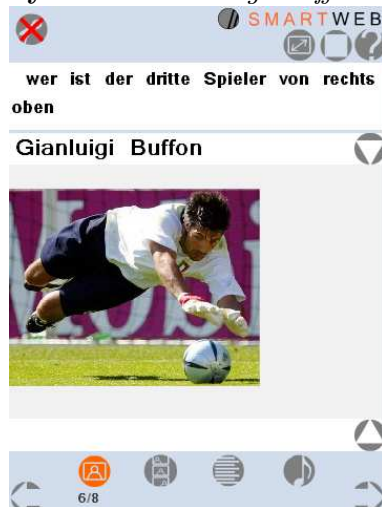 SMARTWEB
wer ist der dritte Spieler von rechts
oben
Gianluigi Buffon
6/8